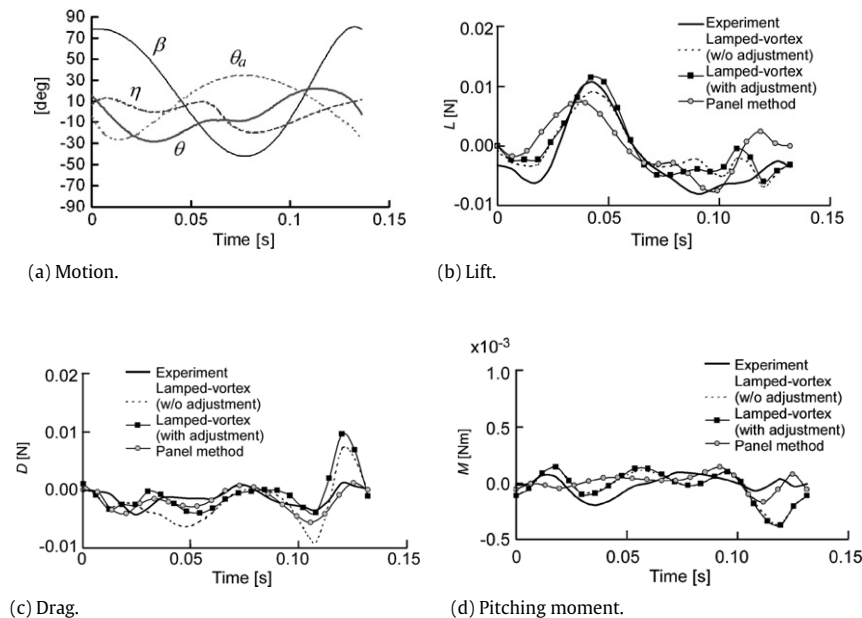 90
70
50
30
10
-10
-30
-50
-70
-90
[deg]
β
θa
η
θ
0
0.05
0.1
0.15
Time [s]
(a) Motion.
0.02
0.01
0.00
-0.01
L [N]
Experiment
Lamped-vortex
(w/o adjustment)
Lamped-vortex
(with adjustment)
Panel method
0
0.05
0.10
0.15
Time [s]
(b) Lift.
0.02
0.01
0.00
-0.01
D [N]
Experiment
Lamped-vortex
(w/o adjustment)
Lamped-vortex
(with adjustment)
Panel method
0
0.05
0.10
0.15
Time [s]
(c) Drag.
x10-3
1.0
0.5
0.0
-0.5
M [Nm]
Experiment
Lamped-vortex
(w/o adjustment)
Lamped-vortex
(with adjustment)
Panel method
0
0.05
0.10
0.15
Time [s]
(d) Pitching moment.